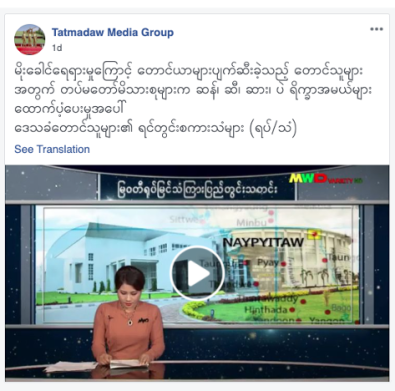 Tatmadaw Media Group
1d
မိုးခေါင်ရေရှားမှုကြောင့် တောင်ယာများပျက်ဆီးခဲ့သည့် တောင်သူများ
အတွက် တပ်မတော်မိသားစုများက ဆန်၊ ဆီ၊ ဆား၊ ပဲ ရိက္ခာအမယ်များ
ထောက်ပံ့ပေးမှုအပေါ်
ဒေသခံတောင်သူများ၏ ရင်တွင်းစကားသံများ (ရုပ်/သံ)
See Translation
MWD
မြဝတီရုပ်မြင်သံကြားပြည်တွင်းသတင်း
Sittwe
Minbu
NAYPYITAW
Pyay
Taun
Tharrawaddy
Hinthada
Bago
Yangon